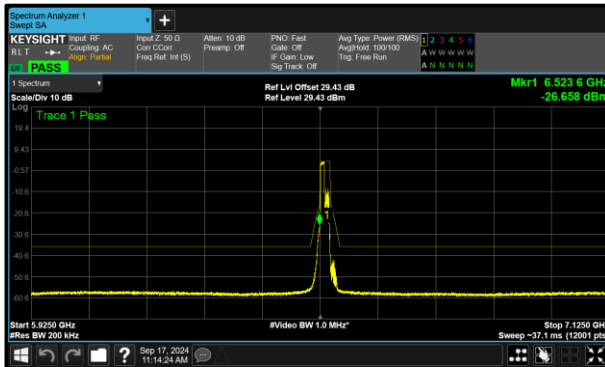 Spectrum Analyzer 1
Swept SA
KEYSIGHT Input: RF Input Z: 50 Ω Atten: 10 dB PNO: Fast Avg Type: Power (RMS) 1 2 3 4 5 6
RLT Coupling: AC Corr CCorr Preamp: Off Gate: Off Avg|Hold: 100/100 A W W W W W
Align: Partial Freq Ref: Int (S) IF Gain: Low Trig: Free Run
PASS Sig Track: Off A N N N N N
1 Spectrum Ref Lvl Offset 29.43 dB Mkr1 6.523 6 GHz
Scale/Div 10 dB Ref Level 29.43 dBm -26.658 dBm
Log
Trace 1 Pass
19.4
9.43
-0.57
-10.6
-20.6
1
-30.6
-40.6
-50.6
-60.6
Start 5.9250 GHz #Video BW 1.0 MHz* Stop 7.1250 GHz
#Res BW 200 kHz Sweep ~37.1 ms (12001 pts)
? Sep 17, 2024
11:14:24 AM